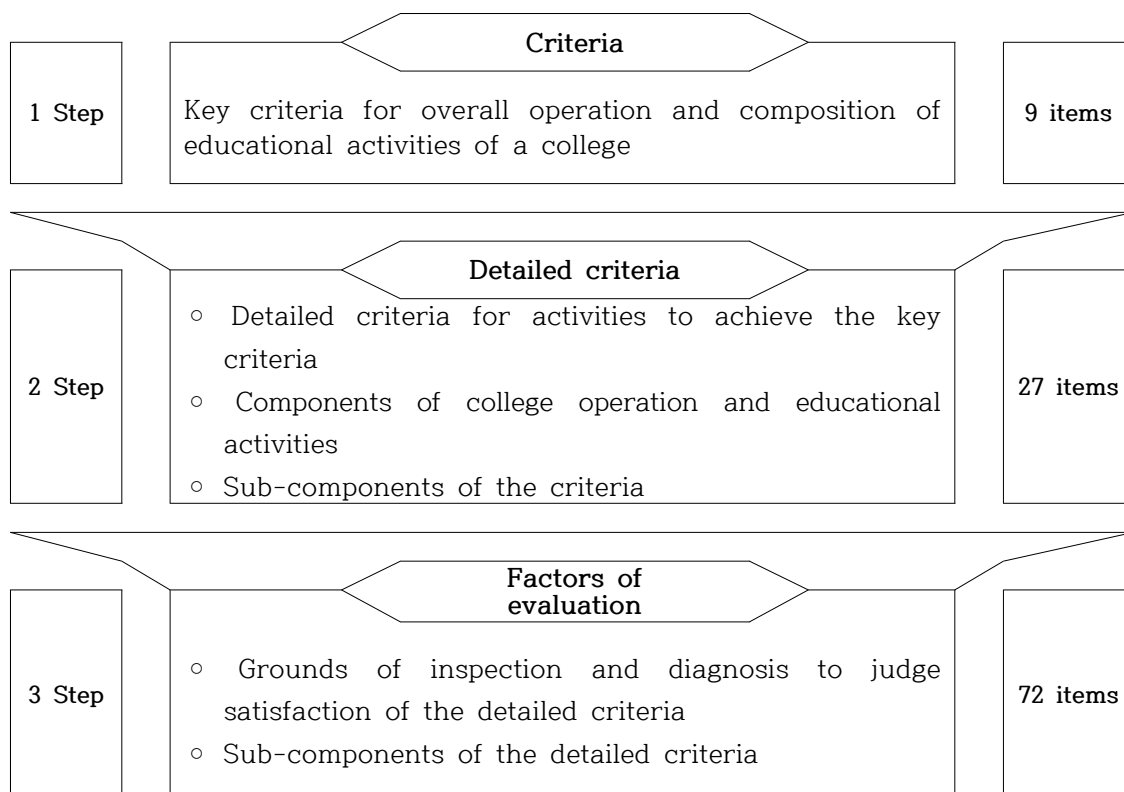 Criteria
1 Step
Key criteria for overall operation and composition of
educational activities of a college
9 items
Detailed criteria
2 Step
○ Detailed criteria for activities to achieve the key
criteria
○ Components of college operation and educational
activities
○ Sub-components of the criteria
27 items
Factors of
evaluation
3 Step
○ Grounds of inspection and diagnosis to judge
satisfaction of the detailed criteria
○ Sub-components of the detailed criteria
72 items